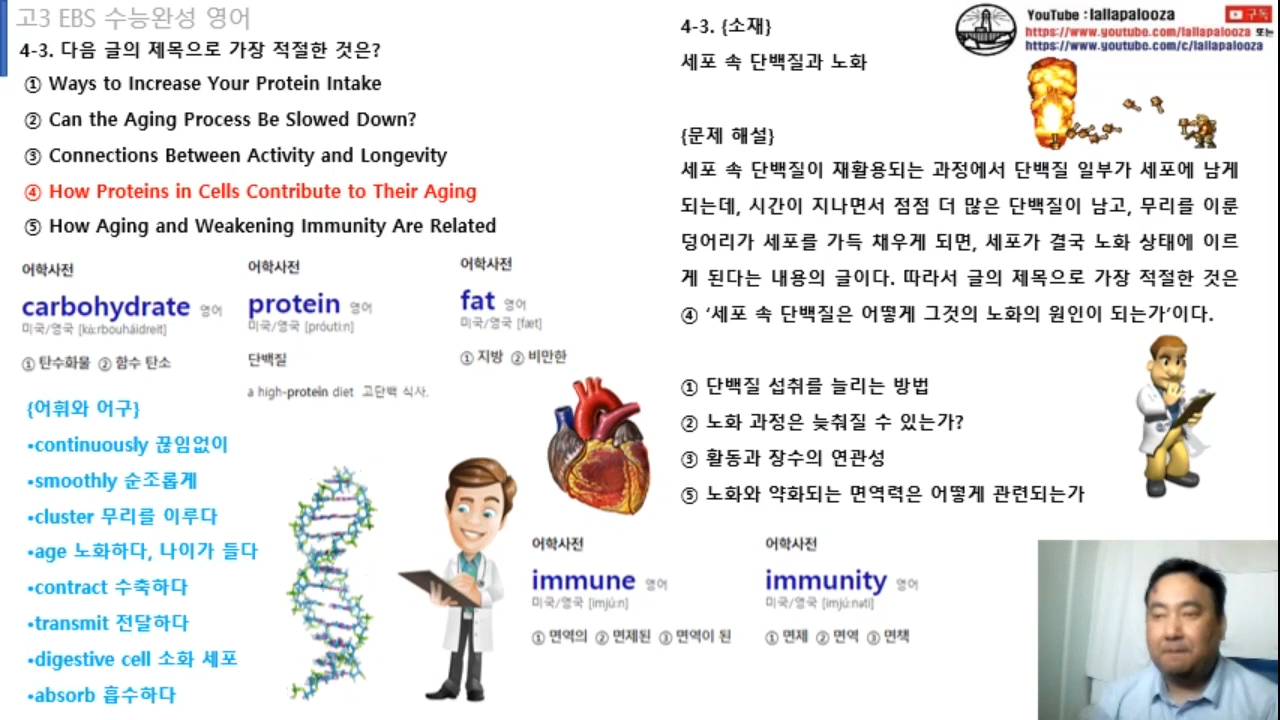 고3 EBS 수능완성 영어
4-3. 다음 글의 제목으로 가장 적절한 것은?
① Ways to Increase Your Protein Intake
② Can the Aging Process Be Slowed Down?
③ Connections Between Activity and Longevity
④ How Proteins in Cells Contribute to Their Aging
⑤ How Aging and Weakening Immunity Are Related
어학사전
carbohydrate 영어
미국/영국 [kὰːrbouháidreit]
① 탄수화물 ② 함수 탄소
어학사전
protein 영어
미국/영국 [próutiːn]
단백질
a high-protein diet 고단백 식사.
어학사전
fat 영어
미국/영국 [fæt]
① 지방 ② 비만한
{어휘와 어구}
•continuously 끊임없이
•smoothly 순조롭게
•cluster 무리를 이루다
•age 노화하다, 나이가 들다
•contract 수축하다
•transmit 전달하다
•digestive cell 소화 세포
•absorb 흡수하다
어학사전
immune 영어
미국/영국 [imjúːn]
① 면역의 ② 면제된 ③ 면역이 된
어학사전
immunity 영어
미국/영국 [imjúːnəti]
① 면제 ② 면역 ③ 면책
4-3. {소재}
세포 속 단백질과 노화
{문제 해설}
세포 속 단백질이 재활용되는 과정에서 단백질 일부가 세포에 남게
되는데, 시간이 지나면서 점점 더 많은 단백질이 남고, 무리를 이룬
덩어리가 세포를 가득 채우게 되면, 세포가 결국 노화 상태에 이르
게 된다는 내용의 글이다. 따라서 글의 제목으로 가장 적절한 것은
④ ‘세포 속 단백질은 어떻게 그것의 노화의 원인이 되는가’이다.
① 단백질 섭취를 늘리는 방법
② 노화 과정은 늦춰질 수 있는가?
③ 활동과 장수의 연관성
⑤ 노화와 약화되는 면역력은 어떻게 관련되는가
YouTube : lallapalooza
구독
https://www.youtube.com/lallapalooza 또는
https://www.youtube.com/c/lallapalooza